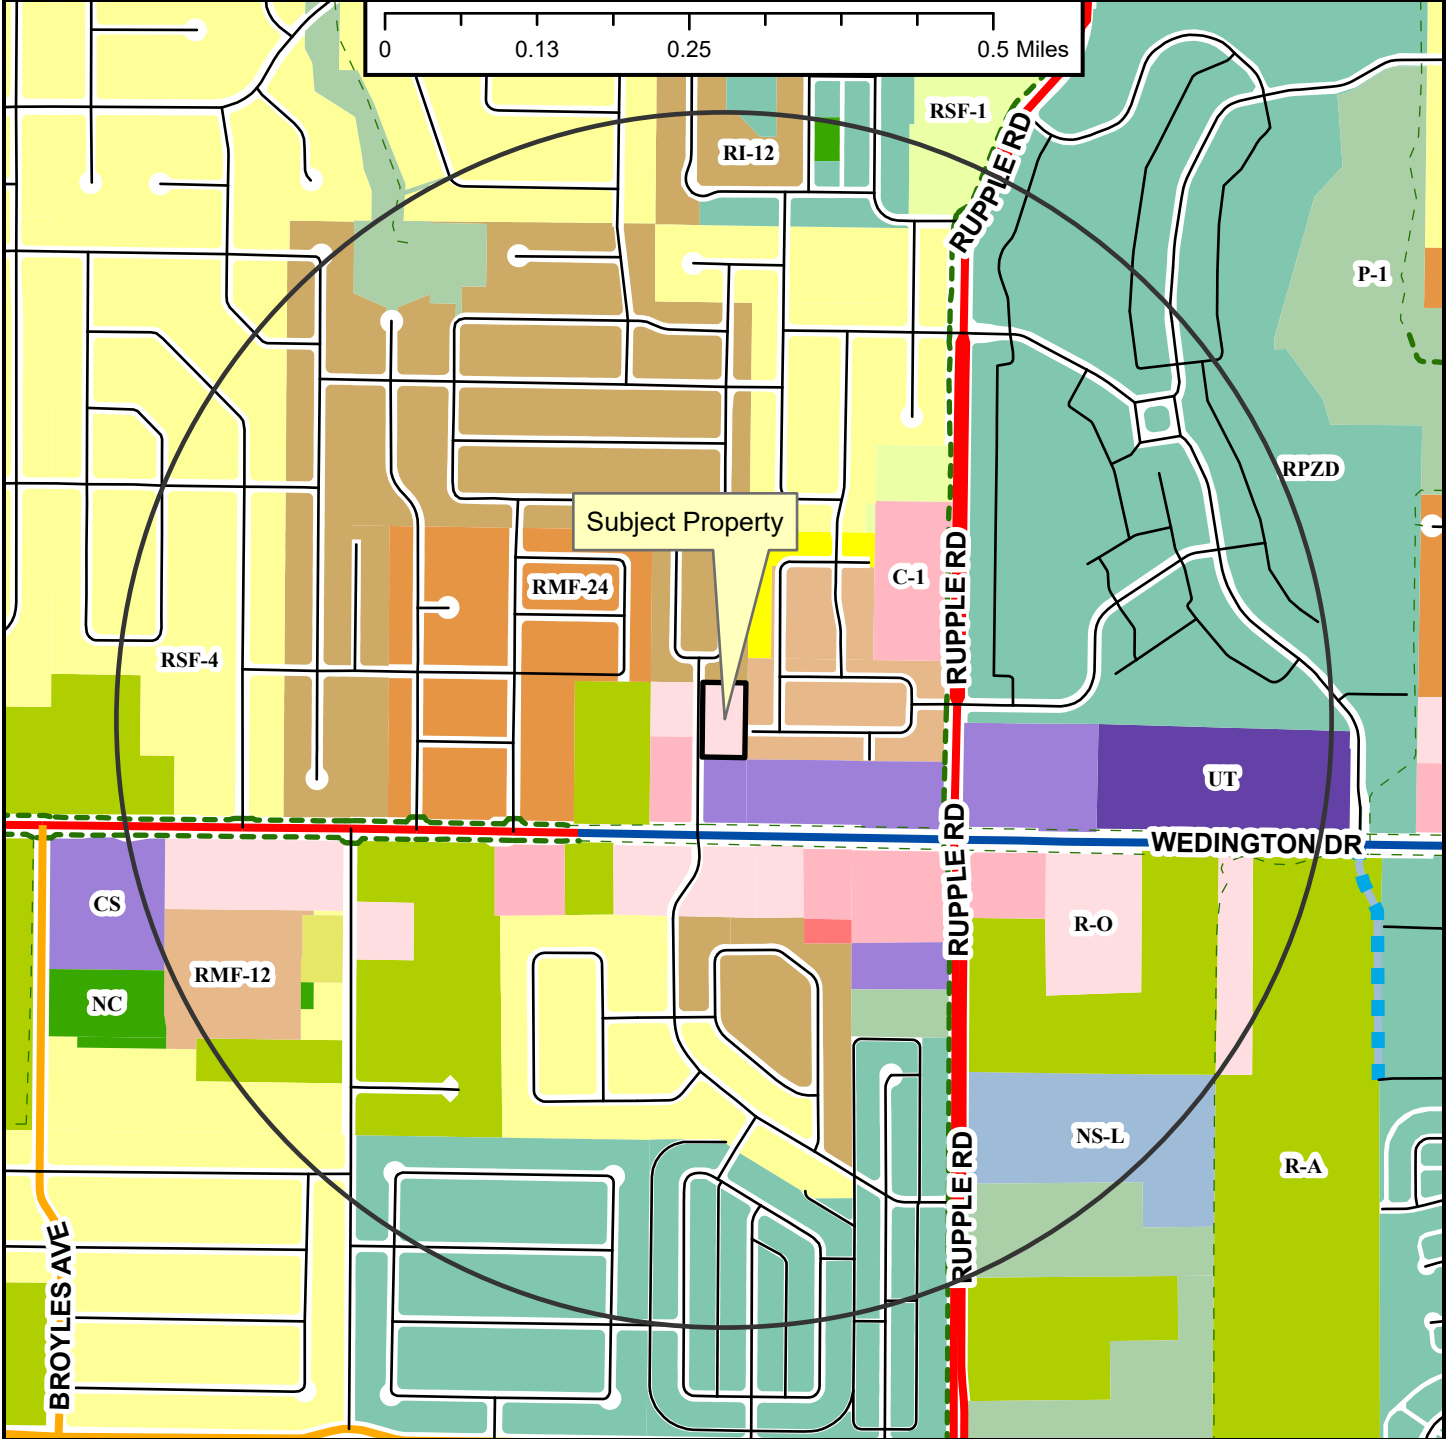 0 0.13 0.25 0.5 Miles
RSF-1
RI-12
RUPPLE RD
P-1
RPZD
Subject Property
RUPPLE RD
C-1
RMF-24
RSF-4
UT
RUPPLE RD
WEDINGTON DR
CS
R-O
RMF-12
NC
NS-L
R-A
RUPPLE RD
BROYLES AVE